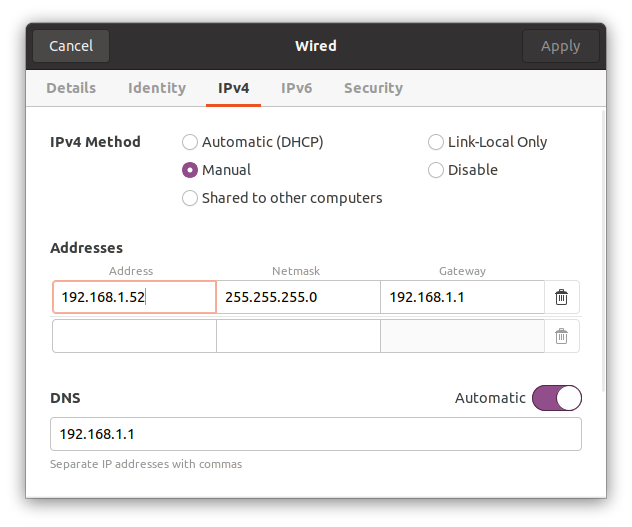 Cancel Wired Apply
Details Identity IPv4 IPv6 Security
IPv4 Method Automatic (DHCP) Link-Local Only
Manual Disable
Shared to other computers
Addresses
Address Netmask Gateway
192.168.1.52 255.255.255.0 192.168.1.1
DNS Automatic
192.168.1.1
Separate IP addresses with commas